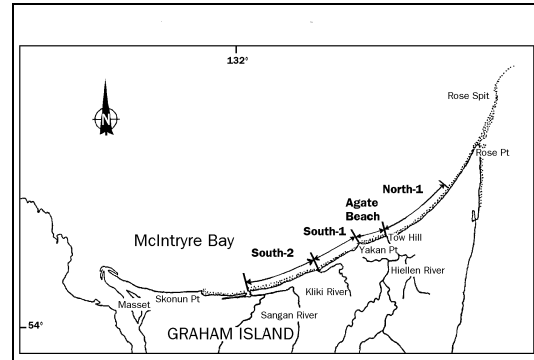 132°
Rose Spit
N
Rose Pt
North-1
Agate
Beach
South-1
Tow Hill
McIntryre Bay
Yakan Pt
South-2
Hiellen River
Kliki River
Masset
Skonun Pt
Sangan River
54°
GRAHAM ISLAND